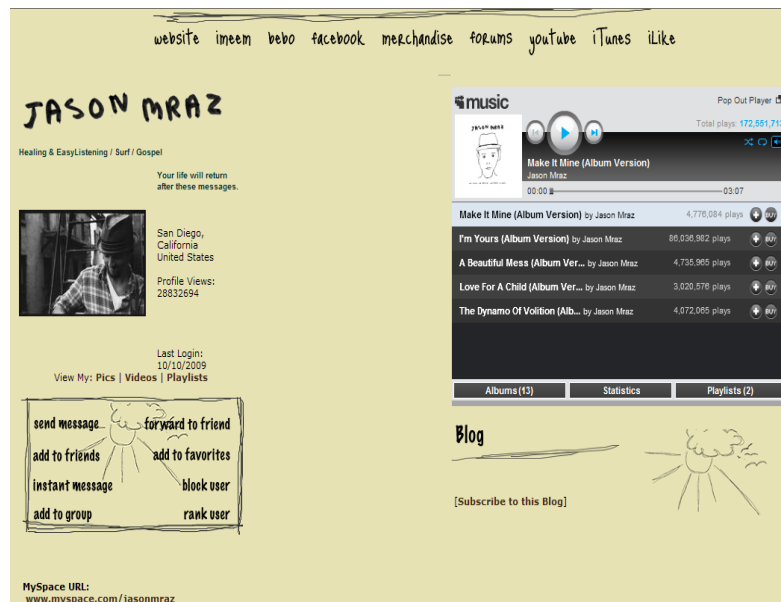 website imeem bebo facebook merchandise forums youtube iTunes iLike
JASON MRAZ
Healing & EasyListening / Surf / Gospel
Your life will return
after these messages.
San Diego,
California
United States
Profile Views:
28832694
Last Login:
10/10/2009
View My: Pics | Videos | Playlists
send message forward to friend
add to friends add to favorites
instant message block user
add to group rank user
MySpace URL:
www.myspace.com/jasonmraz
music Pop Out Player
Total plays: 172,551,713
JASON MRAZ
Make It Mine (Album Version)
Jason Mraz
00:00 03:07
Make It Mine (Album Version) by Jason Mraz 4,776,084 plays BUY
I'm Yours (Album Version) by Jason Mraz 86,036,982 plays BUY
A Beautiful Mess (Album Ver... by Jason Mraz 4,735,965 plays BUY
Love For A Child (Album Ver... by Jason Mraz 3,020,576 plays BUY
The Dynamo Of Volition (Alb... by Jason Mraz 4,072,065 plays BUY
Albums (13) Statistics Playlists (2)
Blog
[Subscribe to this Blog]